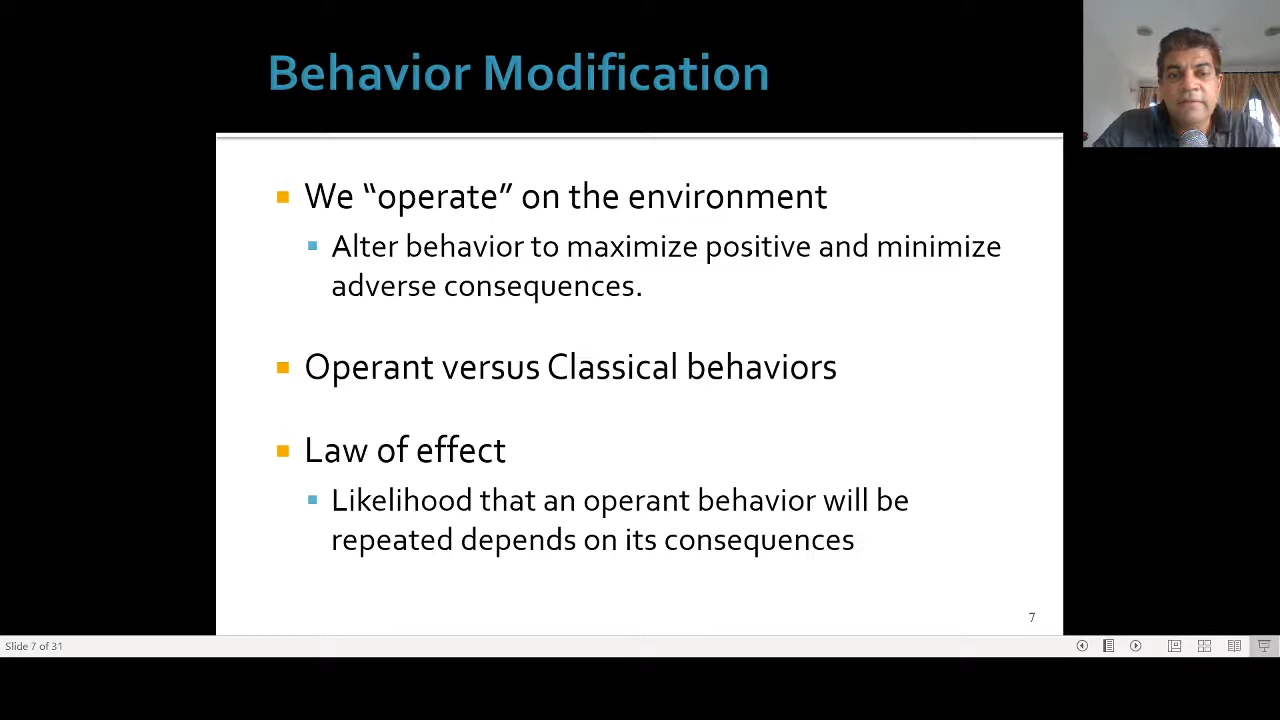 Behavior Modification
We “operate” on the environment
Alter behavior to maximize positive and minimize
adverse consequences.
Operant versus Classical behaviors
Law of effect
Likelihood that an operant behavior will be
repeated depends on its consequences
7
Slide 7 of 31